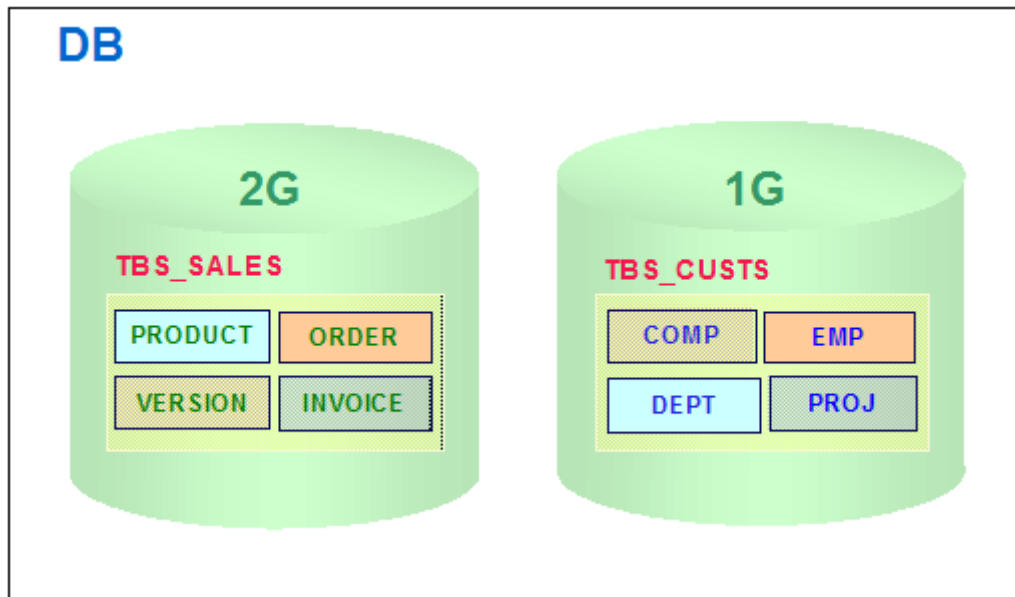 DB
2G
TBS_SALES
PRODUCT ORDER
VERSION INVOICE
1G
TBS_CUSTS
COMP EMP
DEPT PROJ